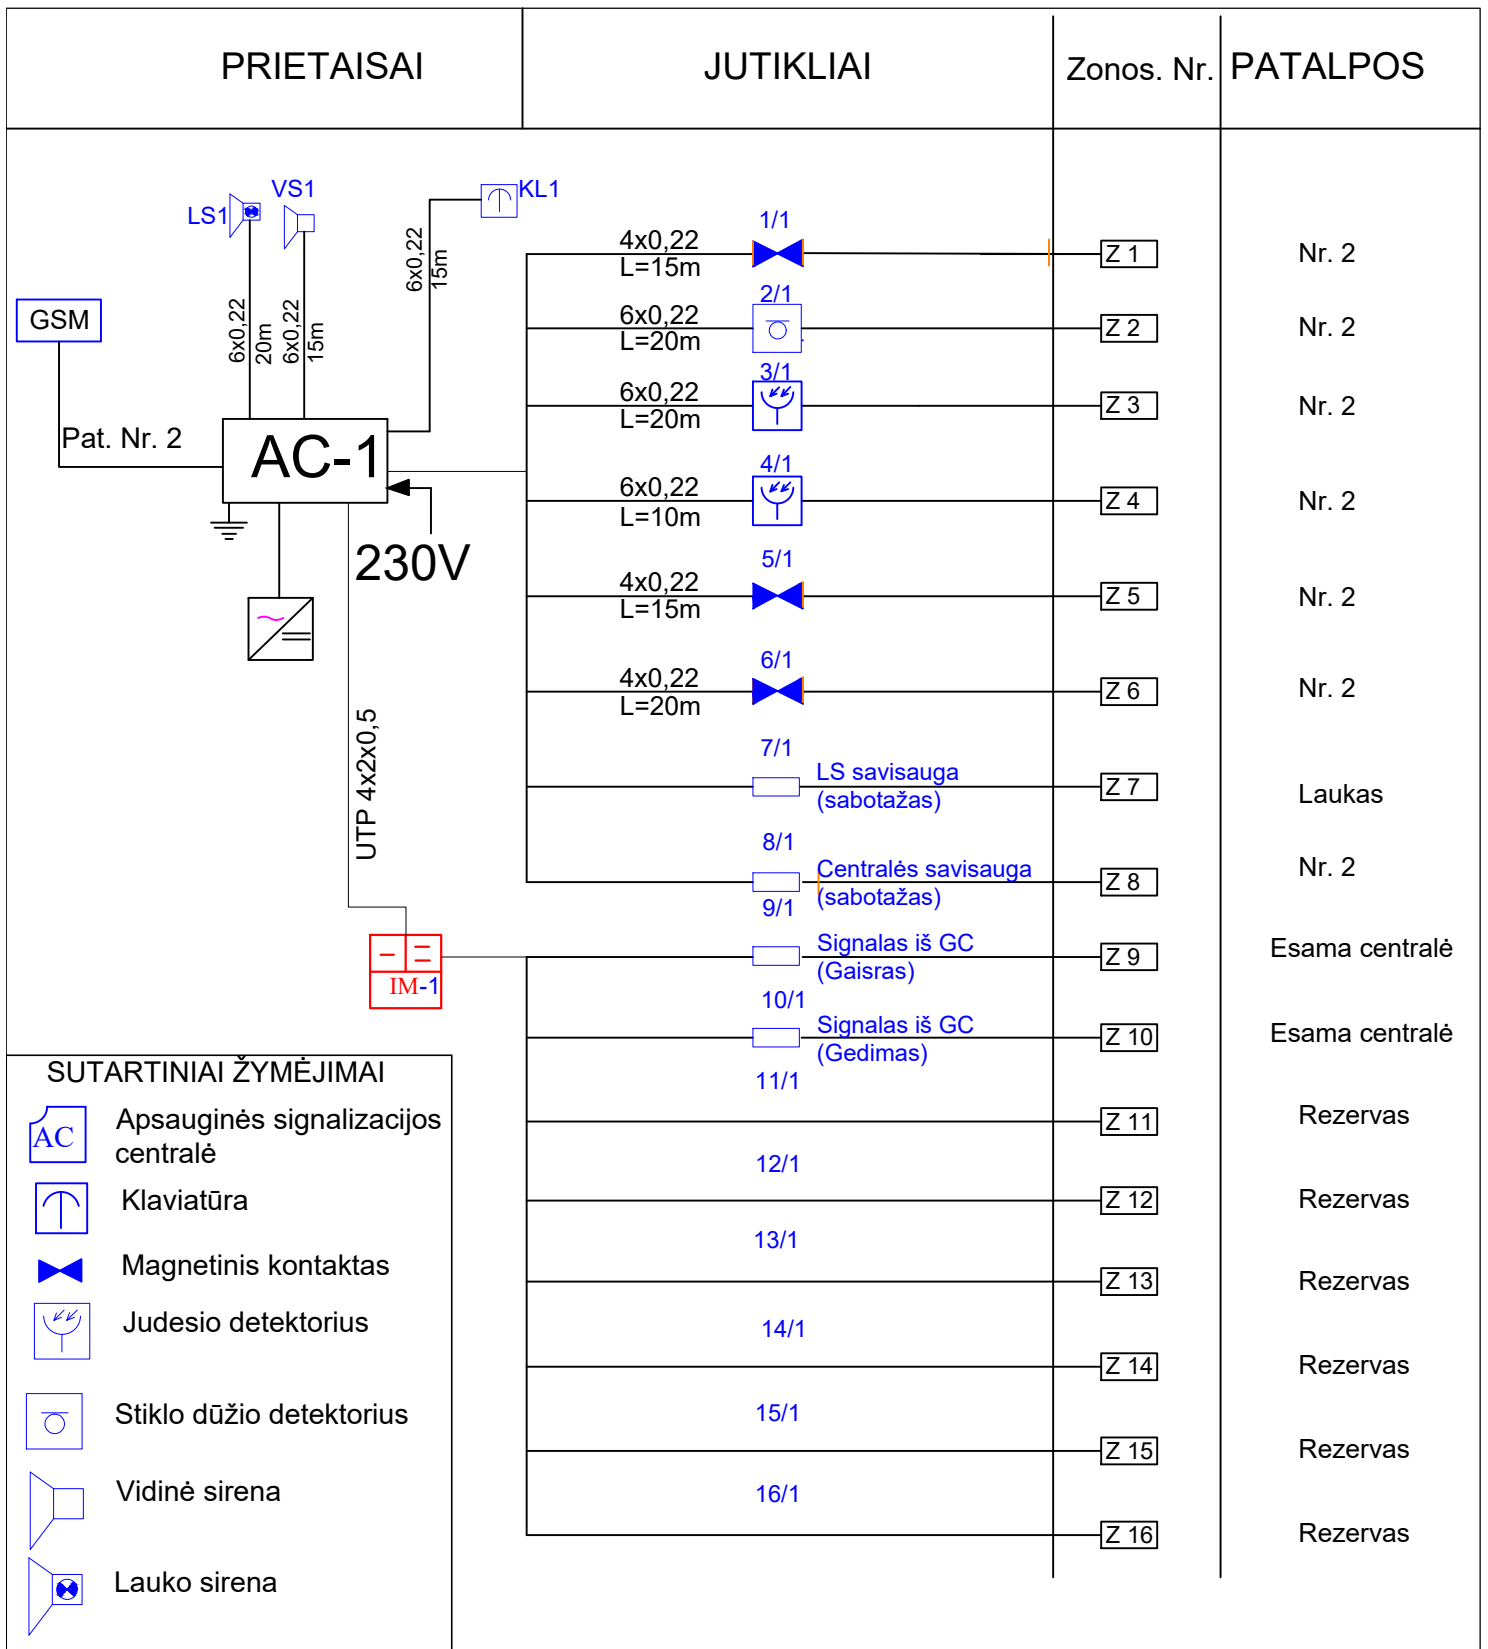 PRIETAISAI
JUTIKLIAI
Zonos. Nr.
PATALPOS
LS1
VS1
KL1
6x0,22
20m
6x0,22
15m
6x0,22
15m
GSM
Pat. Nr. 2
AC-1
230V
UTP 4x2x0,5
IM-1
1/1
4x0,22
L=15m
Z 1
Nr. 2
2/1
6x0,22
L=20m
Z 2
Nr. 2
3/1
6x0,22
L=20m
Z 3
Nr. 2
4/1
6x0,22
L=10m
Z 4
Nr. 2
5/1
4x0,22
L=15m
Z 5
Nr. 2
6/1
4x0,22
L=20m
Z 6
Nr. 2
7/1
LS savisauga
(sabotažas)
Z 7
Laukas
8/1
Centralės savisauga
(sabotažas)
Z 8
Nr. 2
9/1
Signalas iš GC
(Gaisras)
Z 9
Esama centralė
10/1
Signalas iš GC
(Gedimas)
Z 10
Esama centralė
11/1
Z 11
Rezervas
12/1
Z 12
Rezervas
13/1
Z 13
Rezervas
14/1
Z 14
Rezervas
15/1
Z 15
Rezervas
16/1
Z 16
Rezervas
SUTARTINIAI ŽYMĖJIMAI
AC
Apsauginės signalizacijos
centralė
Klaviatūra
Magnetinis kontaktas
Judesio detektorius
Stiklo dūžio detektorius
Vidinė sirena
Lauko sirena